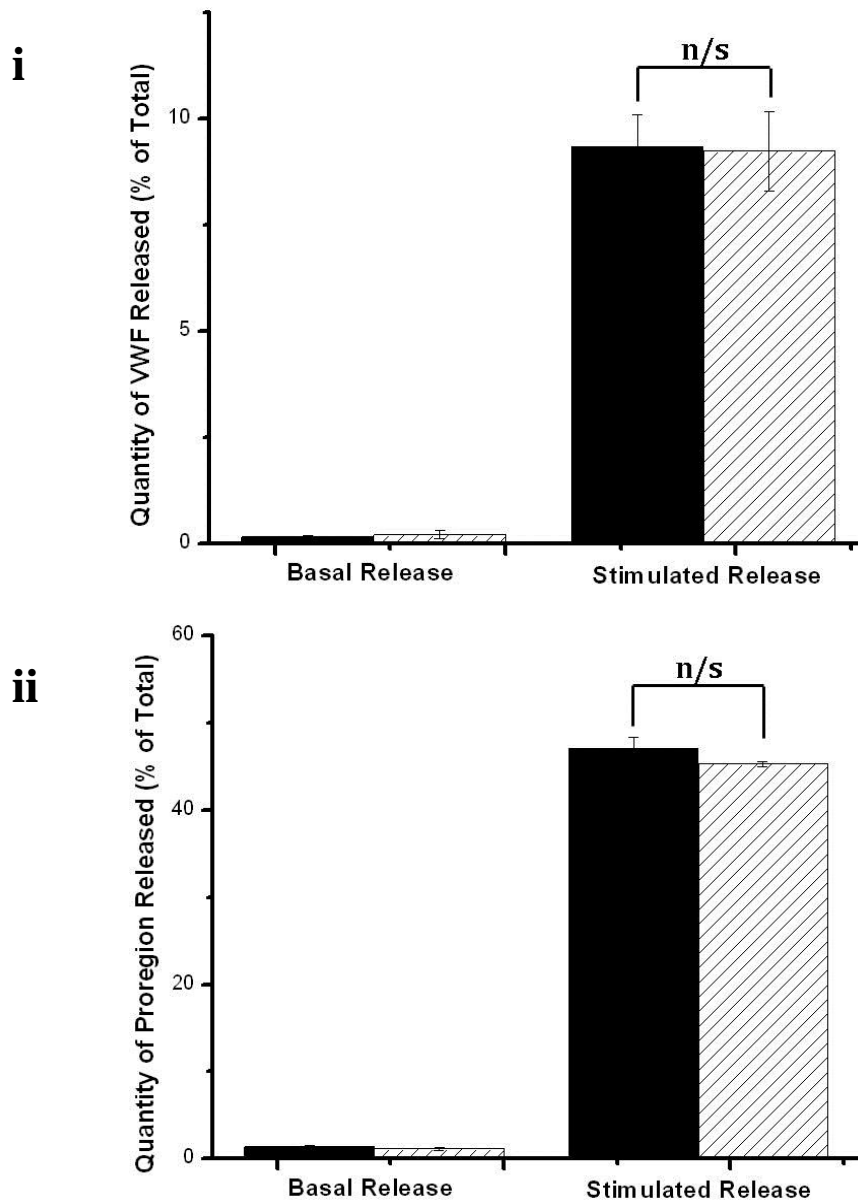 i
Quantity of VWF Released (% of Total)
10
5
0
n/s
Basal Release
Stimulated Release
ii
Quantity of Proregion Released (% of Total)
60
40
20
0
n/s
Basal Release
Stimulated Release